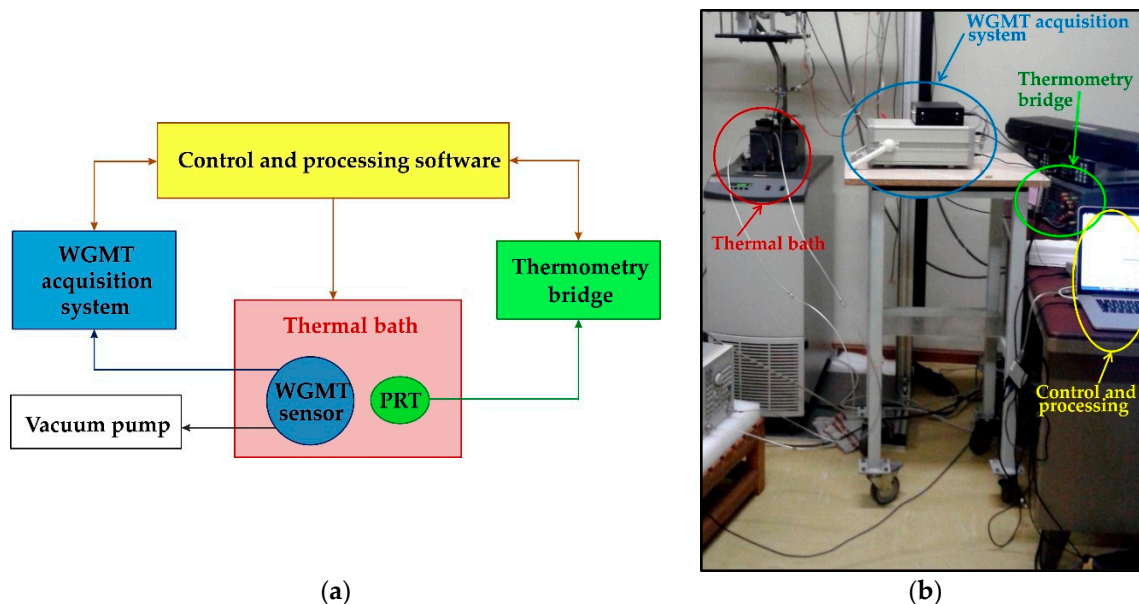 Control and processing software
WGMT
acquisition
system
Thermometry
bridge
Thermal bath
WGMT
sensor
PRT
Vacuum pump
(a)
WGMT acquisition
system
Thermometry
bridge
Thermal bath
Control and
processing
(b)